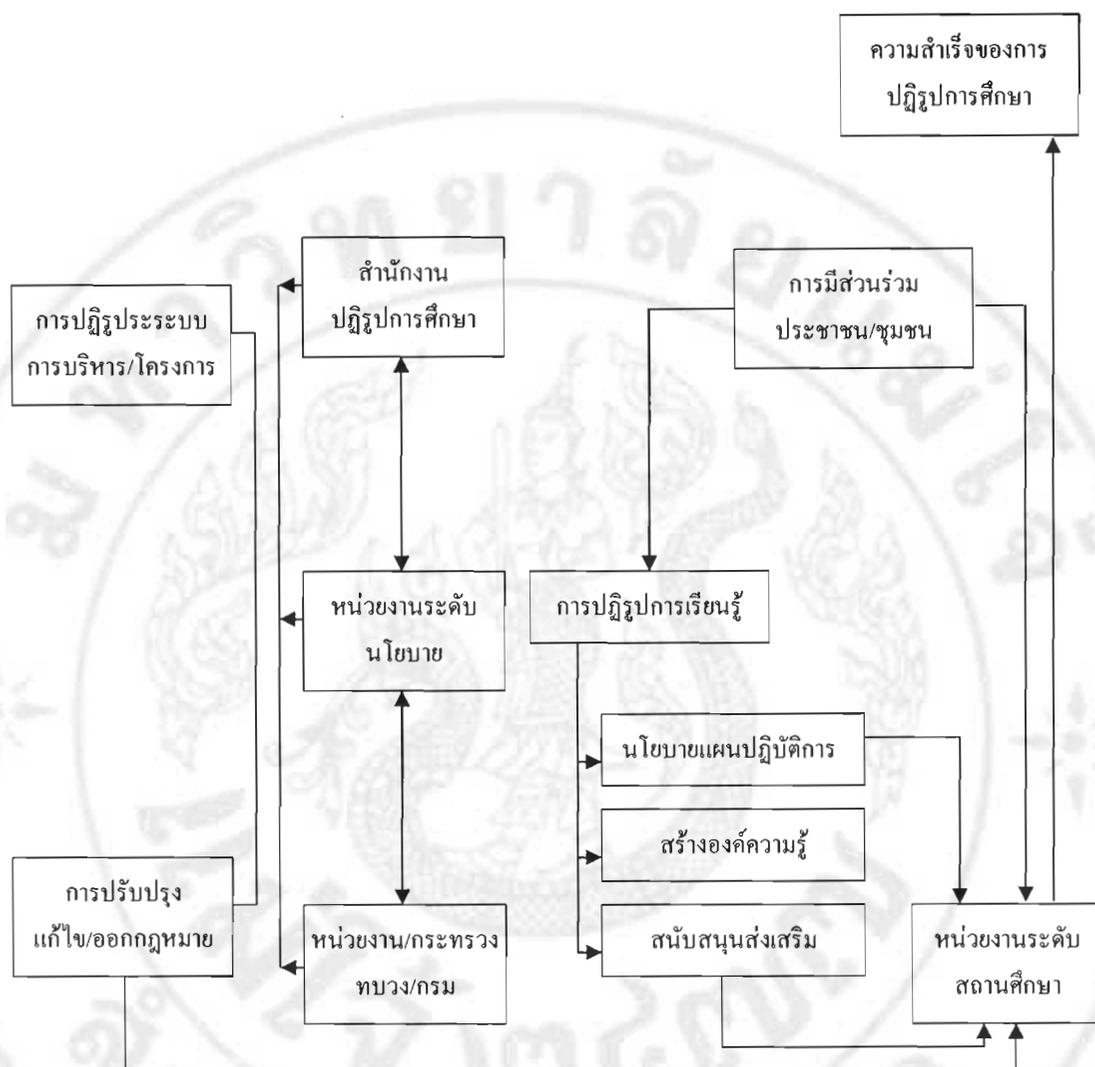 ความสำเร็จของการ
ปฏิรูปการศึกษา
สำนักงาน
ปฏิรูปการศึกษา
การมีส่วนร่วม
ประชาชน/ชุมชน
การปฏิรูประะบบ
การบริหาร/โครงการ
หน่วยงานระดับ
นโยบาย
การปฏิรูปการเรียนรู้
นโยบายแผนปฏิบัติการ
สร้างองค์ความรู้
การปรับปรุง
แก้ไข/ออกกฎหมาย
หน่วยงาน/กระทรวง
ทบวง/กรม
สนับสนุนส่งเสริม
หน่วยงานระดับ
สถานศึกษา